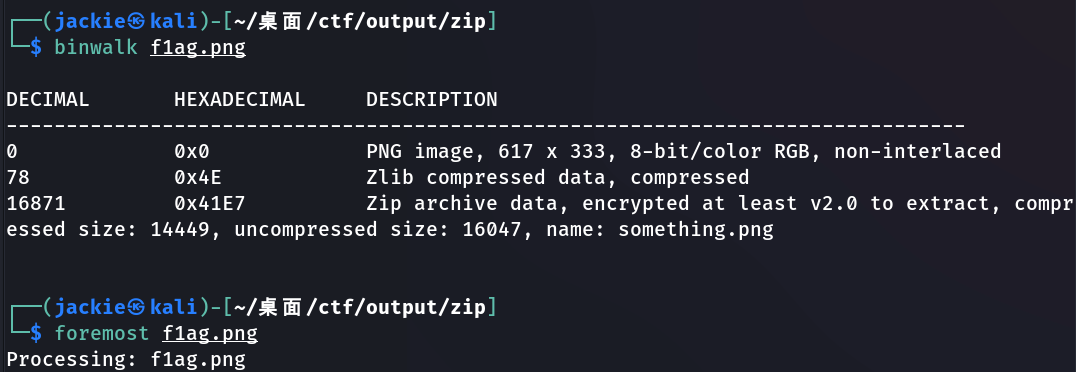 ┌──(jackie㉿kali)-[~/桌面/ctf/output/zip]
└─$ binwalk f1ag.png
DECIMAL       HEXADECIMAL     DESCRIPTION
--------------------------------------------------------------------------------
0             0x0             PNG image, 617 x 333, 8-bit/color RGB, non-interlaced
78            0x4E            Zlib compressed data, compressed
16871         0x41E7          Zip archive data, encrypted at least v2.0 to extract, compr
essed size: 14449, uncompressed size: 16047, name: something.png
┌──(jackie㉿kali)-[~/桌面/ctf/output/zip]
└─$ foremost f1ag.png
Processing: f1ag.png